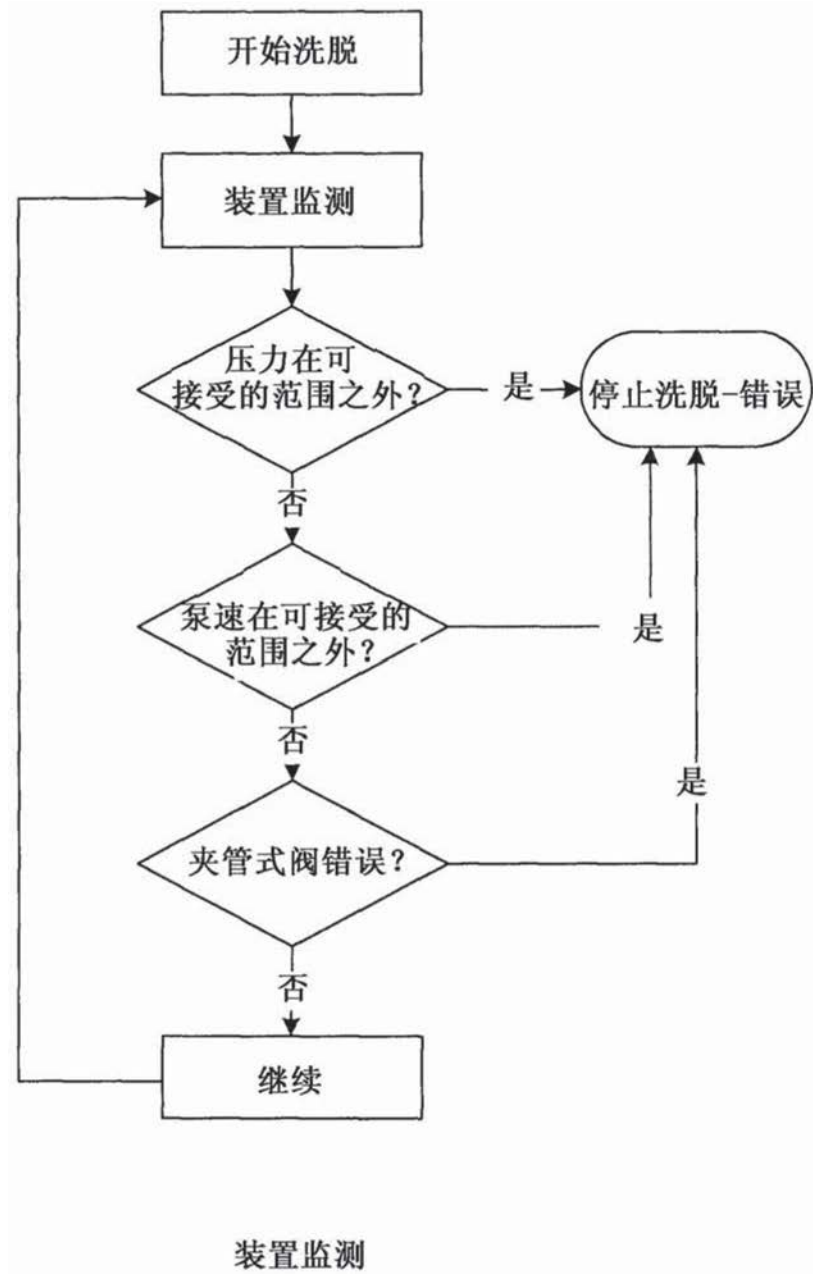 开始洗脱
装置监测
压力在可
接受的范围之外?
是
停止洗脱-错误
否
泵速在可接受的
范围之外?
是
否
夹管式阀错误?
是
否
继续
装置监测